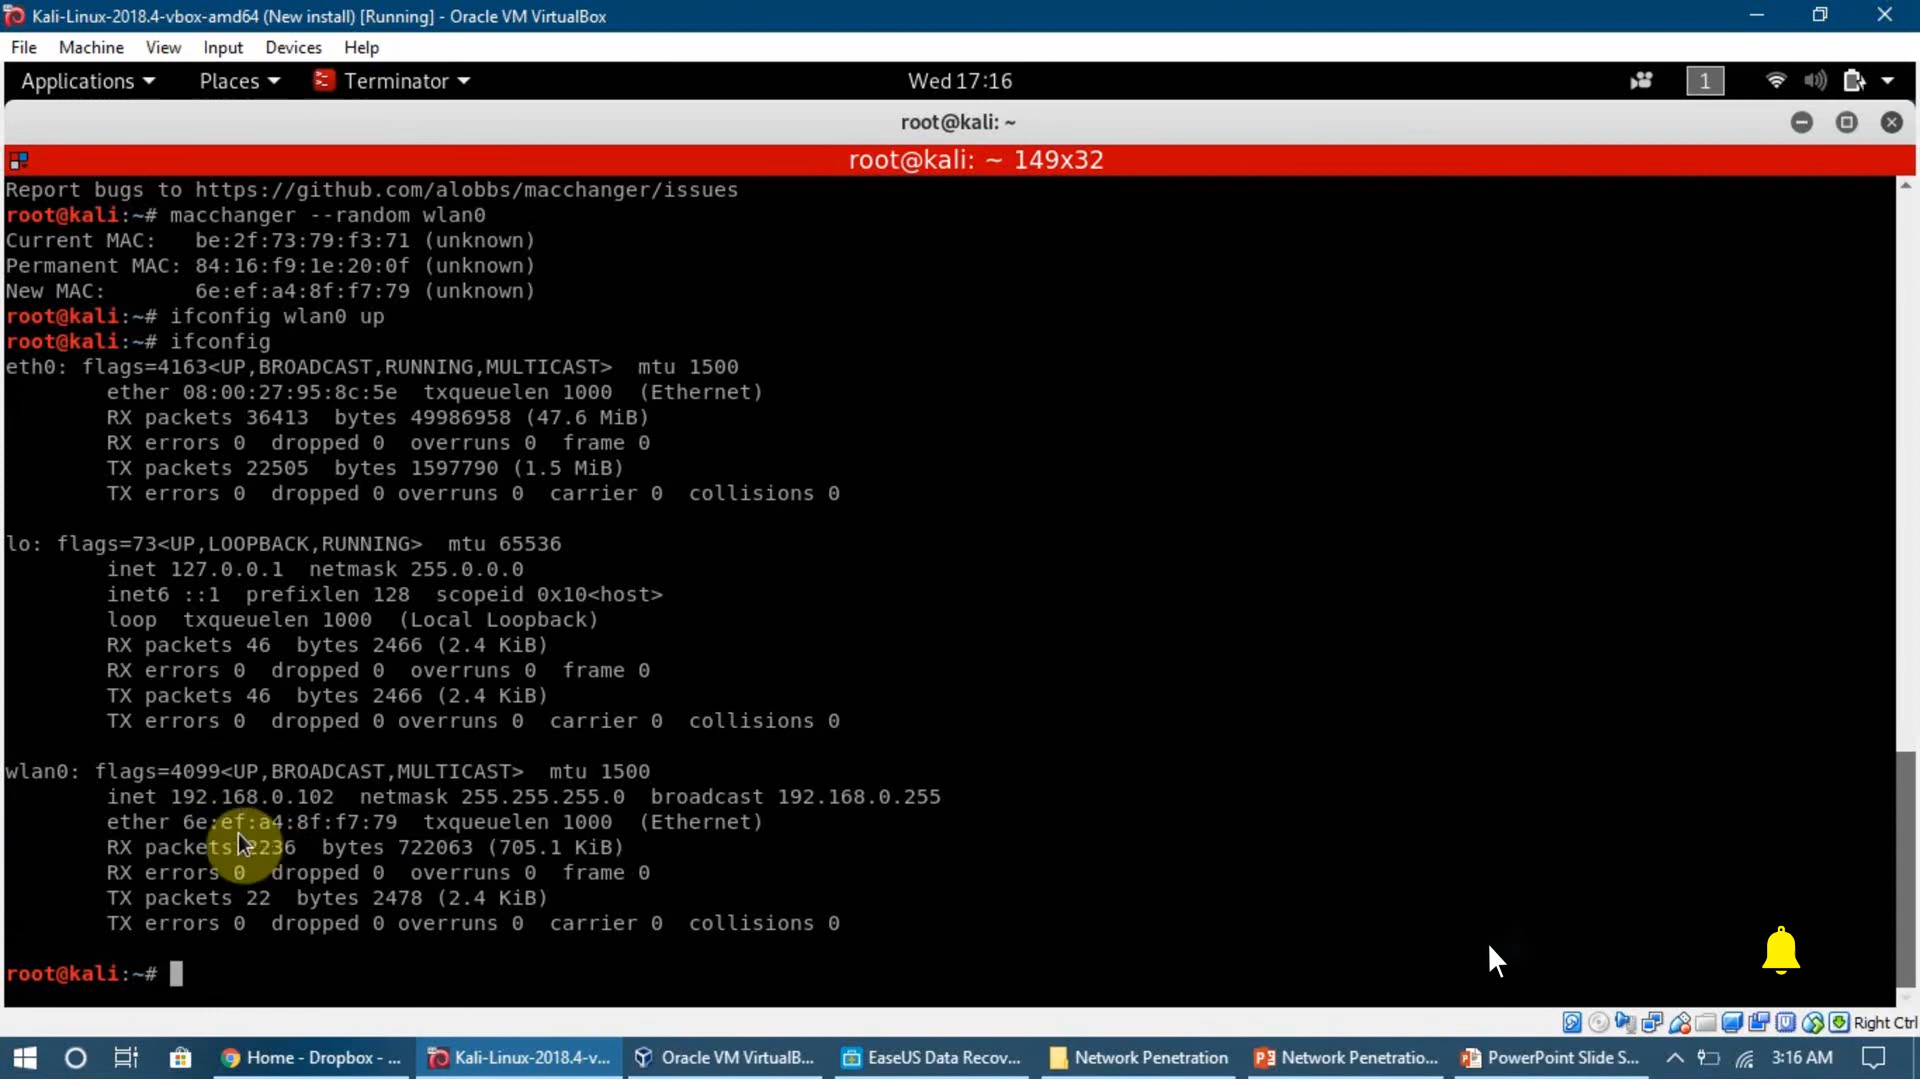 Kali-Linux-2018.4-vbox-amd64 (New install) [Running] - Oracle VM VirtualBox
File Machine View Input Devices Help
Applications Places Terminator Wed 17:16 1
root@kali: ~
root@kali: ~ 149x32
Report bugs to https://github.com/alobbs/macchanger/issues
root@kali:~# macchanger --random wlan0
Current MAC:   be:2f:73:79:f3:71 (unknown)
Permanent MAC: 84:16:f9:1e:20:0f (unknown)
New MAC:       6e:ef:a4:8f:f7:79 (unknown)
root@kali:~# ifconfig wlan0 up
root@kali:~# ifconfig
eth0: flags=4163<UP,BROADCAST,RUNNING,MULTICAST>  mtu 1500
        ether 08:00:27:95:8c:5e  txqueuelen 1000  (Ethernet)
        RX packets 36413  bytes 49986958 (47.6 MiB)
        RX errors 0  dropped 0  overruns 0  frame 0
        TX packets 22505  bytes 1597790 (1.5 MiB)
        TX errors 0  dropped 0 overruns 0  carrier 0  collisions 0
lo: flags=73<UP,LOOPBACK,RUNNING>  mtu 65536
        inet 127.0.0.1  netmask 255.0.0.0
        inet6 ::1  prefixlen 128  scopeid 0x10<host>
        loop  txqueuelen 1000  (Local Loopback)
        RX packets 46  bytes 2466 (2.4 KiB)
        RX errors 0  dropped 0  overruns 0  frame 0
        TX packets 46  bytes 2466 (2.4 KiB)
        TX errors 0  dropped 0 overruns 0  carrier 0  collisions 0
wlan0: flags=4099<UP,BROADCAST,MULTICAST>  mtu 1500
        inet 192.168.0.102  netmask 255.255.255.0  broadcast 192.168.0.255
        ether 6e:ef:a4:8f:f7:79  txqueuelen 1000  (Ethernet)
        RX packets 2236  bytes 722063 (705.1 KiB)
        RX errors 0  dropped 0  overruns 0  frame 0
        TX packets 22  bytes 2478 (2.4 KiB)
        TX errors 0  dropped 0 overruns 0  carrier 0  collisions 0
root@kali:~#
Right Ctrl
Home - Dropbox - ... Kali-Linux-2018.4-v... Oracle VM VirtualB... EaseUS Data Recov... Network Penetration Network Penetratio... PowerPoint Slide S... 3:16 AM